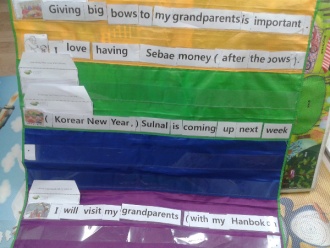 Giving big bows to my grandparents is important.
I love having Sebae money ( after the bows ).
( Korean New Year, ) Sulnal is coming up next week
I will visit my grandparents ( with my Hanbok )